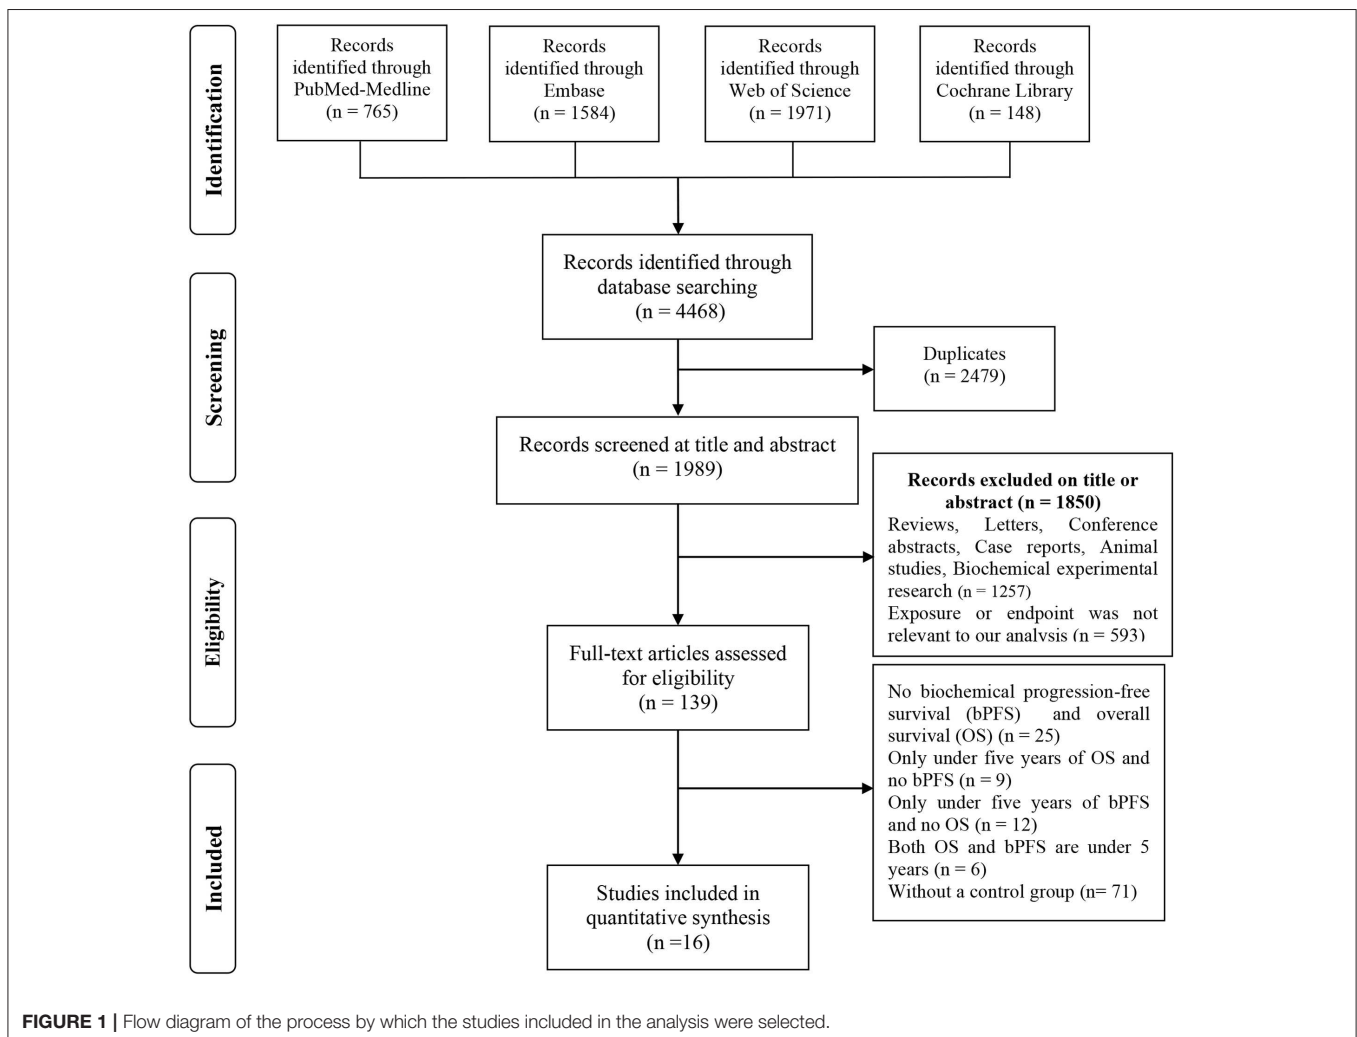 Identification
Records
identified through
PubMed-Medline
(n = 765)
Records
identified through
Embase
(n = 1584)
Records
identified through
Web of Science
(n = 1971)
Records
identified through
Cochrane Library
(n = 148)
Records identified through
database searching
(n = 4468)
Screening
Duplicates
(n = 2479)
Records screened at title and abstract
(n = 1989)
Records excluded on title or
abstract (n = 1850)
Reviews, Letters, Conference
abstracts, Case reports, Animal
studies, Biochemical experimental
research (n = 1257)
Exposure or endpoint was not
relevant to our analysis (n = 593)
Eligibility
Full-text articles assessed
for eligibility
(n = 139)
No biochemical progression-free
survival (bPFS) and overall
survival (OS) (n = 25)
Only under five years of OS and
no bPFS (n = 9)
Only under five years of bPFS
and no OS (n = 12)
Both OS and bPFS are under 5
years (n = 6)
Without a control group (n= 71)
Included
Studies included in
quantitative synthesis
(n =16)
FIGURE 1 | Flow diagram of the process by which the studies included in the analysis were selected.